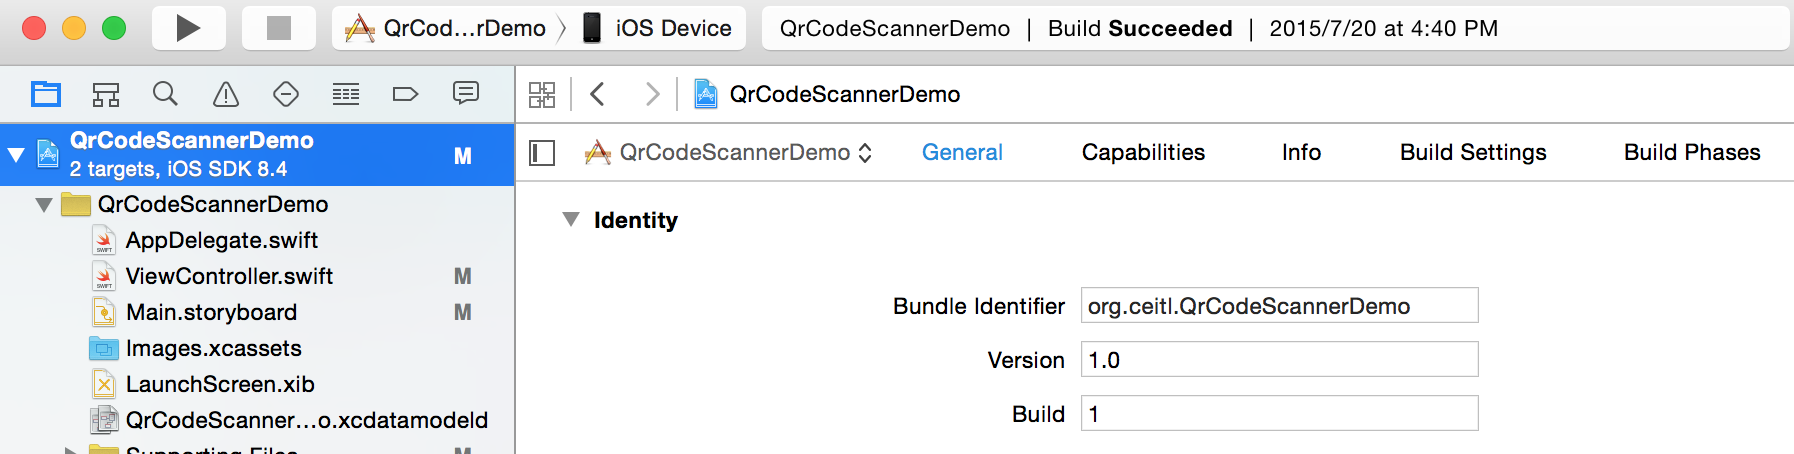 QrCod...rDemo 〉 iOS Device
QrCodeScannerDemo | Build Succeeded | 2015/7/20 at 4:40 PM
QrCodeScannerDemo
2 targets, iOS SDK 8.4
M
QrCodeScannerDemo
AppDelegate.swift
ViewController.swift M
Main.storyboard M
Images.xcassets
LaunchScreen.xib
QrCodeScanner...o.xcdatamodeld
Supporting Files M
QrCodeScannerDemo
QrCodeScannerDemo General Capabilities Info Build Settings Build Phases
Identity
Bundle Identifier org.ceitl.QrCodeScannerDemo
Version 1.0
Build 1